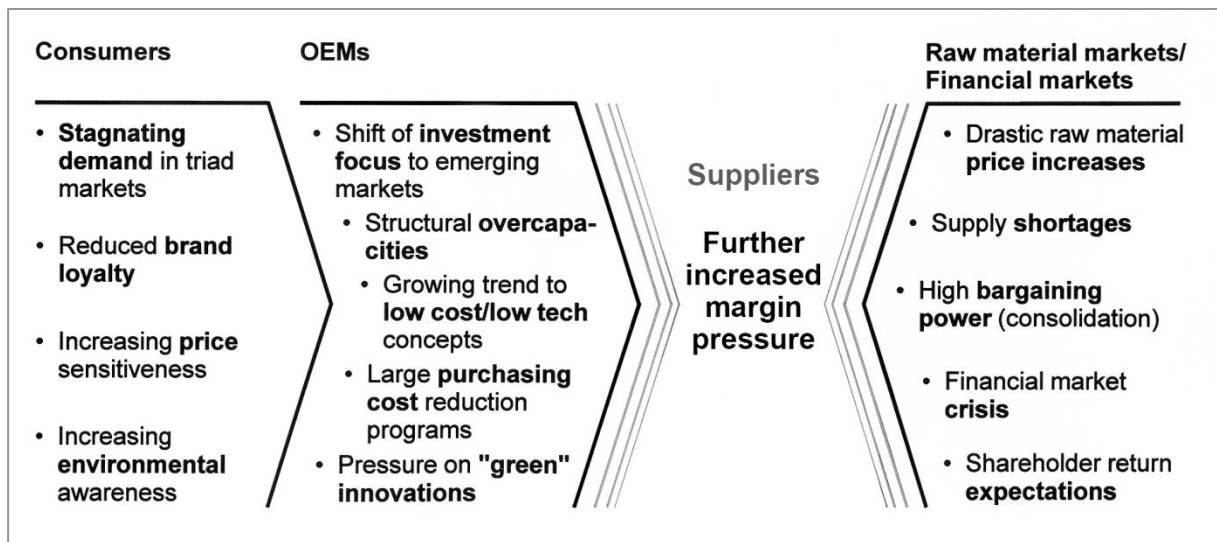 Consumers
• Stagnating
demand in triad
markets
• Reduced brand
loyalty
• Increasing price
sensitiveness
• Increasing
environmental
awareness
OEMs
• Shift of investment
focus to emerging
markets
• Structural overcapa-
cities
• Growing trend to
low cost/low tech
concepts
• Large purchasing
cost reduction
programs
• Pressure on "green"
innovations
Suppliers
Further
increased
margin
pressure
Raw material markets/
Financial markets
• Drastic raw material
price increases
• Supply shortages
• High bargaining
power (consolidation)
• Financial market
crisis
• Shareholder return
expectations